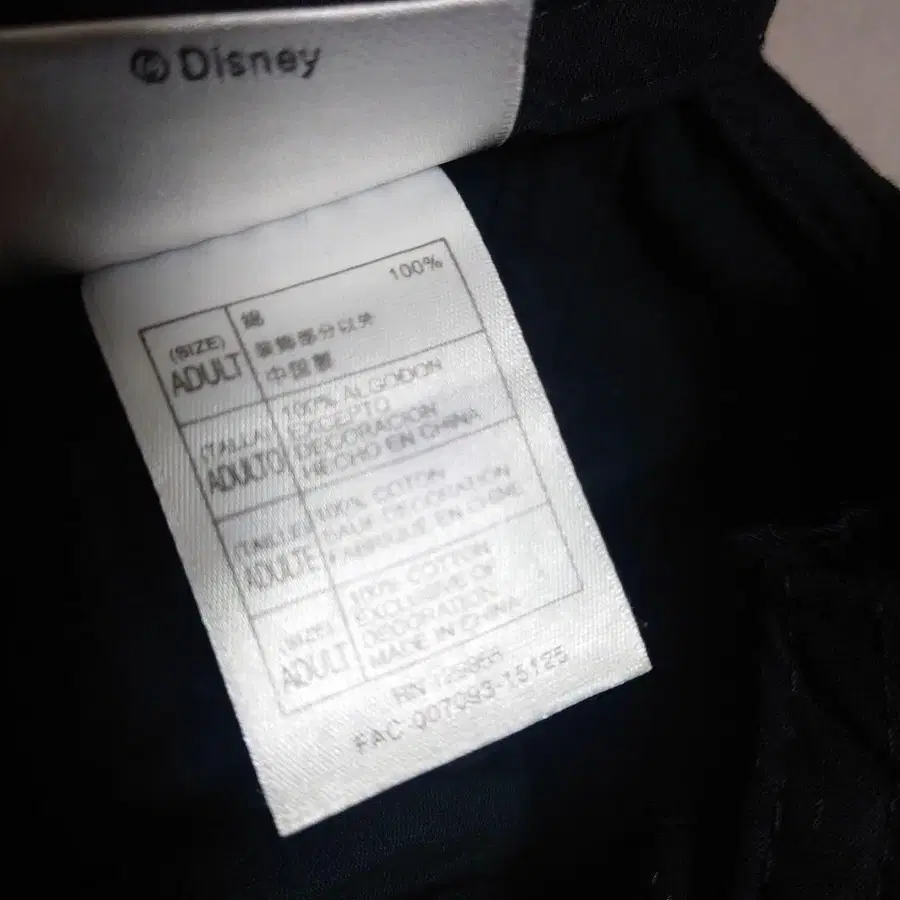 © Disney
(SIZE)
ADULT
綿 100%
装飾部分以外
中国製
(TALLA)
ADULTO
100% ALGODON
EXCEPTO
DECORACION
HECHO EN CHINA
(TAILLE)
ADULTE
100% COTON
SAUF DECORATION
FABRIQUE EN CHINE
(SIZE)
ADULT
100% COTTON
EXCLUSIVE OF
DECORATION
MADE IN CHINA
RN
FAC-007093-15125